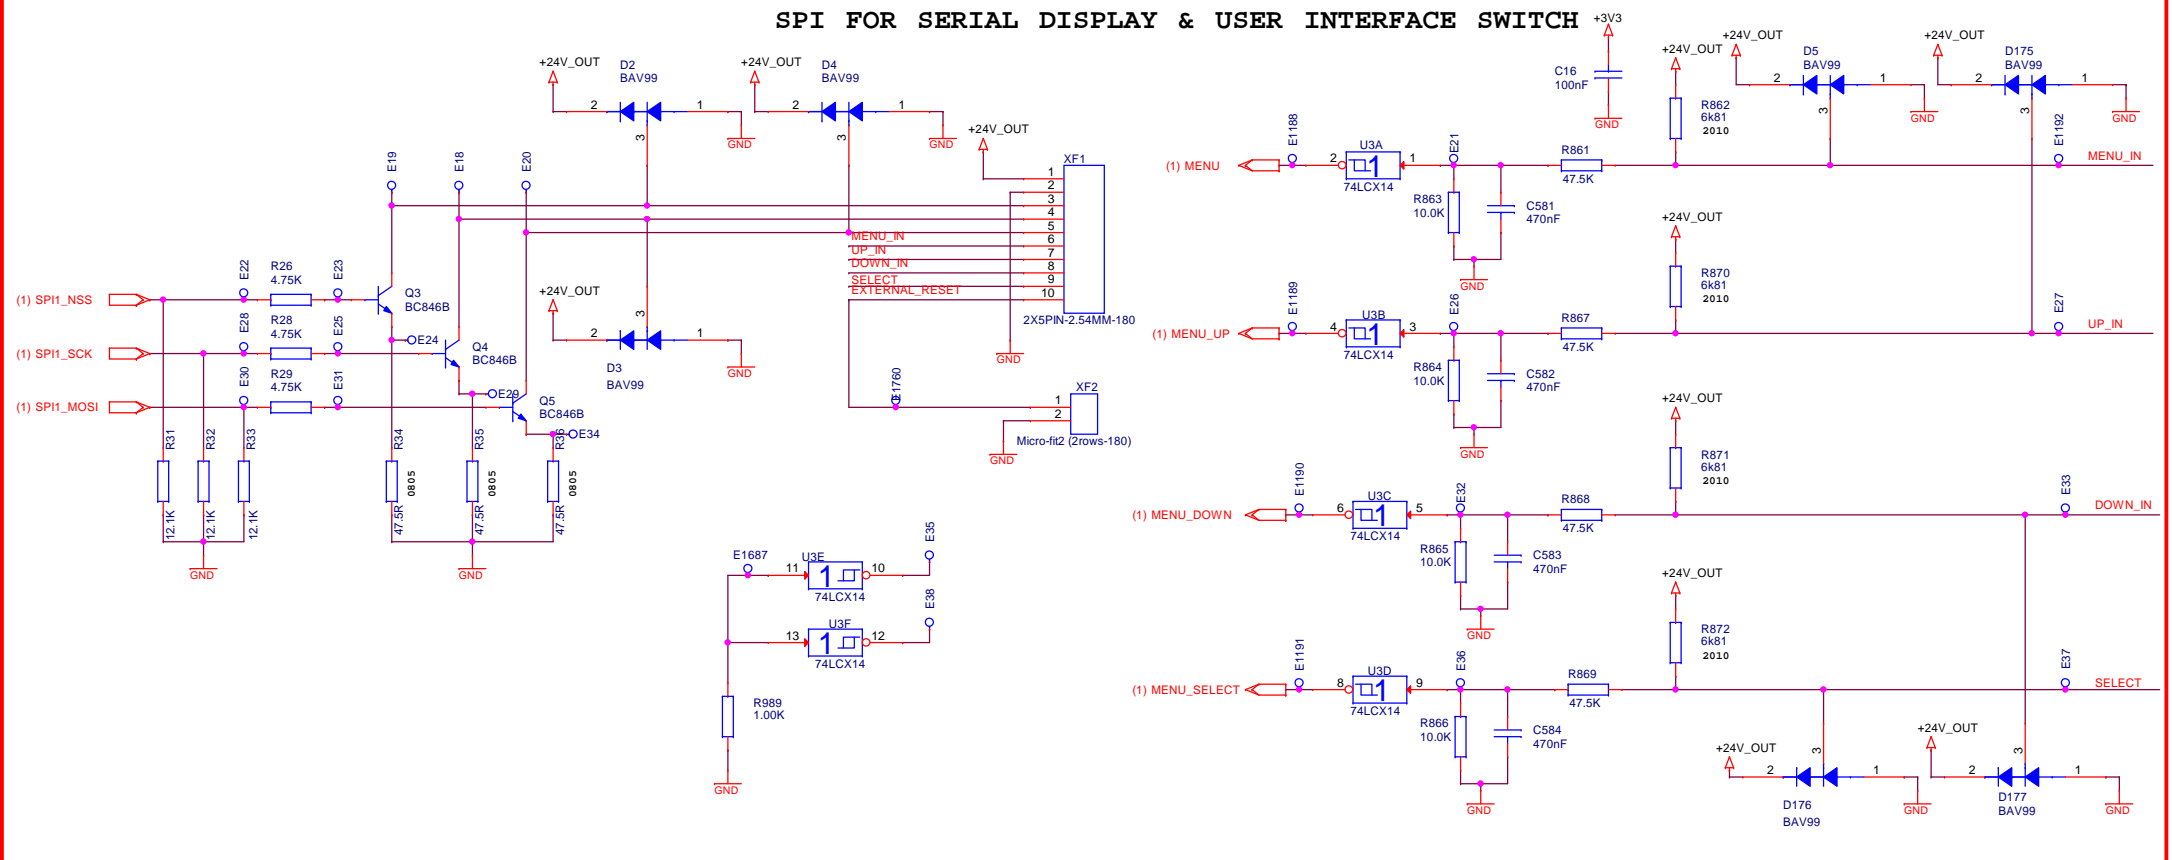 SPI FOR SERIAL DISPLAY & USER INTERFACE SWITCH
+24V_OUT
D2
BAV99
2
1
3
GND
+24V_OUT
D4
BAV99
2
1
3
GND
+24V_OUT
XF1
1
2
3
4
5
6
7
8
9
10
MENU_IN
UP_IN
DOWN_IN
SELECT
EXTERNAL_RESET
2X5PIN-2.54MM-180
GND
E19
E18
E20
(1) SPI1_NSS
E22
R26
4.75K
E23
Q3
BC846B
E24
(1) SPI1_SCK
E28
R28
4.75K
E25
Q4
BC846B
E29
(1) SPI1_MOSI
E30
R29
4.75K
E31
Q5
BC846B
E34
+24V_OUT
2
1
3
D3
BAV99
GND
R31
12.1K
R32
12.1K
R33
12.1K
GND
R34
0805
47.5R
R35
0805
47.5R
R36
0805
47.5R
GND
E1760
XF2
1
2
Micro-fit2 (2rows-180)
GND
E1687
U3E
11
1
10
74LCX14
E35
U3F
13
1
12
74LCX14
E38
R989
1.00K
GND
+3V3
C16
100nF
GND
+24V_OUT
R862
6k81
2010
+24V_OUT
D5
BAV99
2
1
3
GND
+24V_OUT
D175
BAV99
2
1
3
GND
(1) MENU
E1188
U3A
2
1
1
74LCX14
E21
R863
10.0K
C581
470nF
GND
R861
47.5K
E1192
MENU_IN
+24V_OUT
R870
6k81
2010
(1) MENU_UP
E1189
U3B
4
1
3
74LCX14
E26
R864
10.0K
C582
470nF
GND
R867
47.5K
E27
UP_IN
+24V_OUT
R871
6k81
2010
(1) MENU_DOWN
E1190
U3C
6
1
5
74LCX14
E32
R865
10.0K
C583
470nF
GND
R868
47.5K
E33
DOWN_IN
+24V_OUT
R872
6k81
2010
(1) MENU_SELECT
E1191
U3D
8
1
9
74LCX14
E36
R866
10.0K
C584
470nF
GND
R869
47.5K
E37
SELECT
+24V_OUT
2
1
3
D176
BAV99
GND
+24V_OUT
2
1
3
D177
BAV99
GND